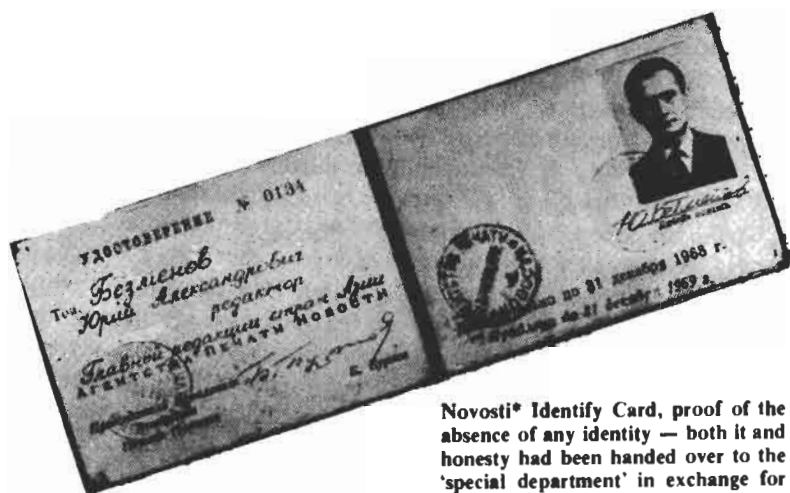 УДОСТОВЕРЕНИЕ № 0134
Тов. Безменов
Юрий Александрович
редактор
Главной редакции стран Азии
АГЕНТСТВА ПЕЧАТИ НОВОСТИ
по 31 декабря 1968 г.
до 31 1969 г.
Novosti* Identify Card, proof of the
absence of any identity — both it and
honesty had been handed over to the
'special department' in exchange for